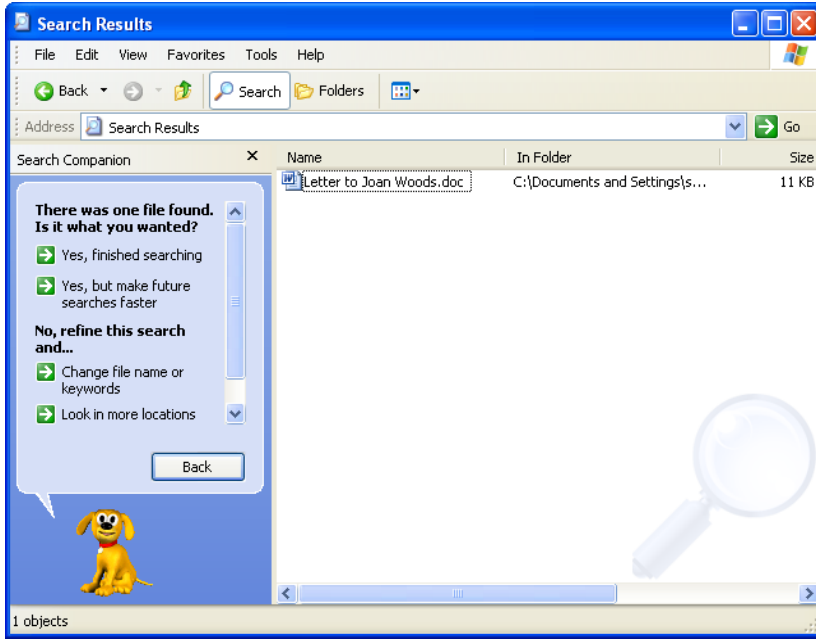 Search Results
File Edit View Favorites Tools Help
Back Search Folders
Address Search Results Go
Search Companion
Name In Folder Size
Letter to Joan Woods.doc C:\Documents and Settings\s... 11 KB
There was one file found.
Is it what you wanted?
Yes, finished searching
Yes, but make future
searches faster
No, refine this search
and...
Change file name or
keywords
Look in more locations
Back
1 objects